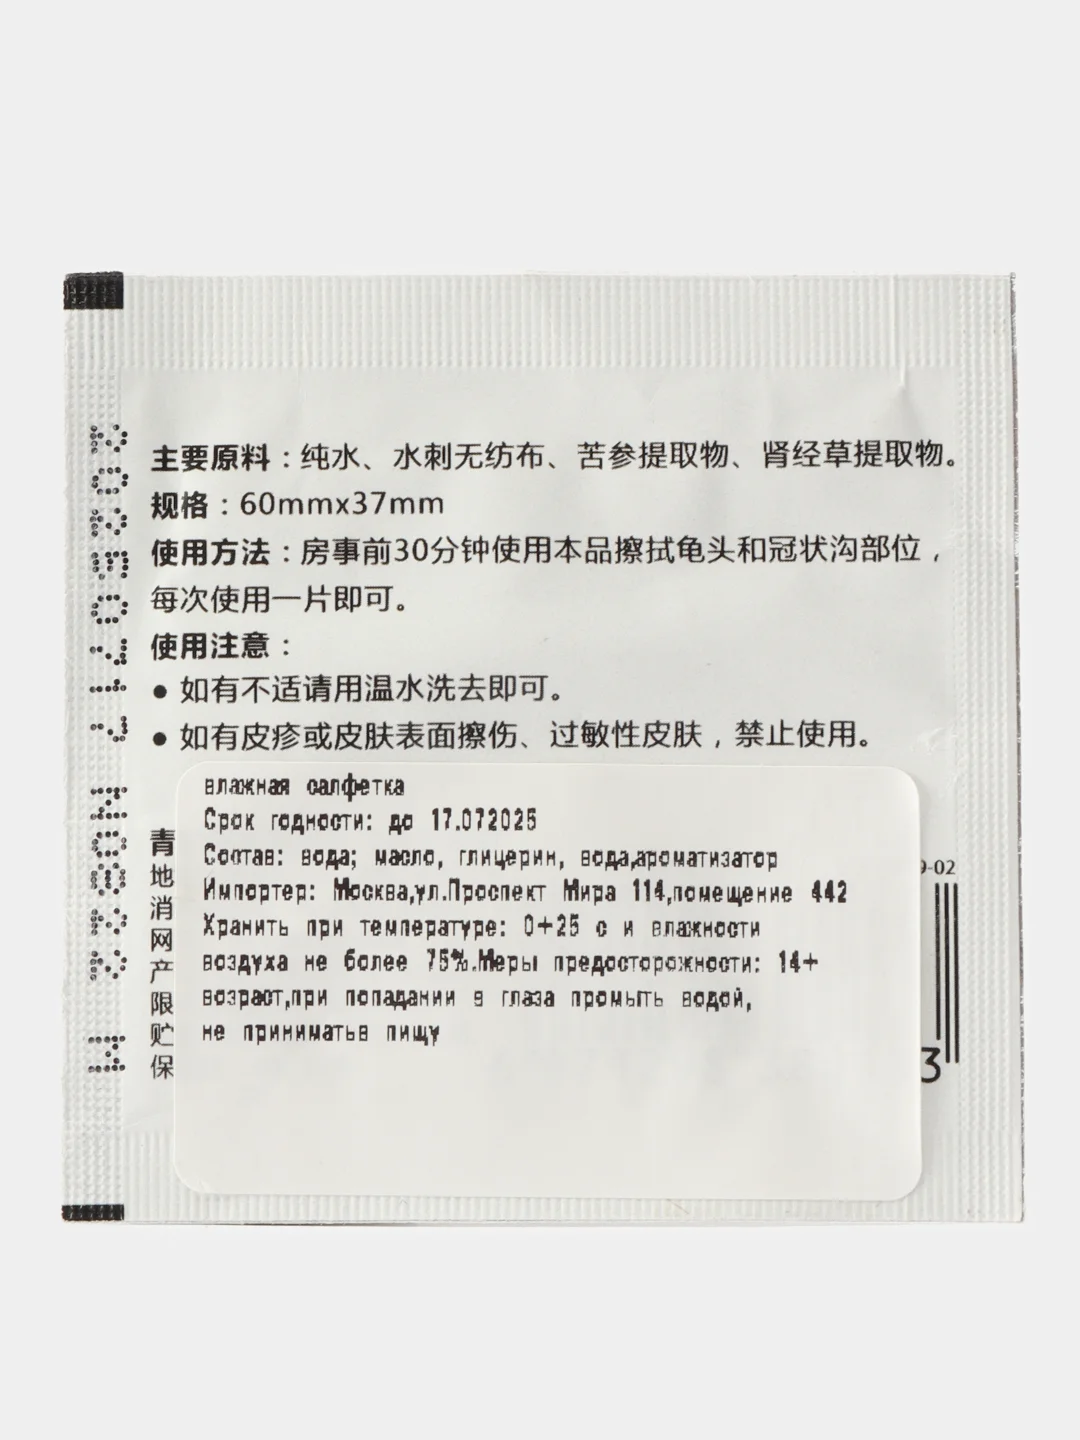 主要原料：纯水、水刺无纺布、苦参提取物、肾经草提取物。
规格：60mmx37mm
使用方法：房事前30分钟使用本品擦拭龟头和冠状沟部位，
每次使用一片即可。
使用注意：
● 如有不适请用温水洗去即可。
● 如有皮疹或皮肤表面擦伤、过敏性皮肤，禁止使用。
влажная салфетка
Срок годности: до 17.072025
Состав: вода; масло, глицерин, вода,ароматизатор
Импортер: Москва,ул.Проспект Мира 114,помещение 442
Хранить при температуре: 0+25 с и влажности
воздуха не более 75%.Меры предосторожности: 14+
возраст,при попадании в глаза промыть водой,
не приниматьв пищу
青
地
消
网
产
限
贮
保
9-02
3